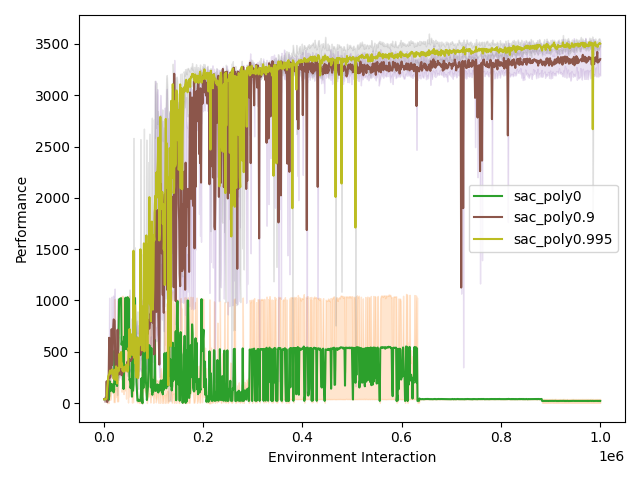 3500
3000
2500
2000
1500
1000
500
0
Performance
sac_poly0
sac_poly0.9
sac_poly0.995
0.0 0.2 0.4 0.6 0.8 1.0
1e6
Environment Interaction